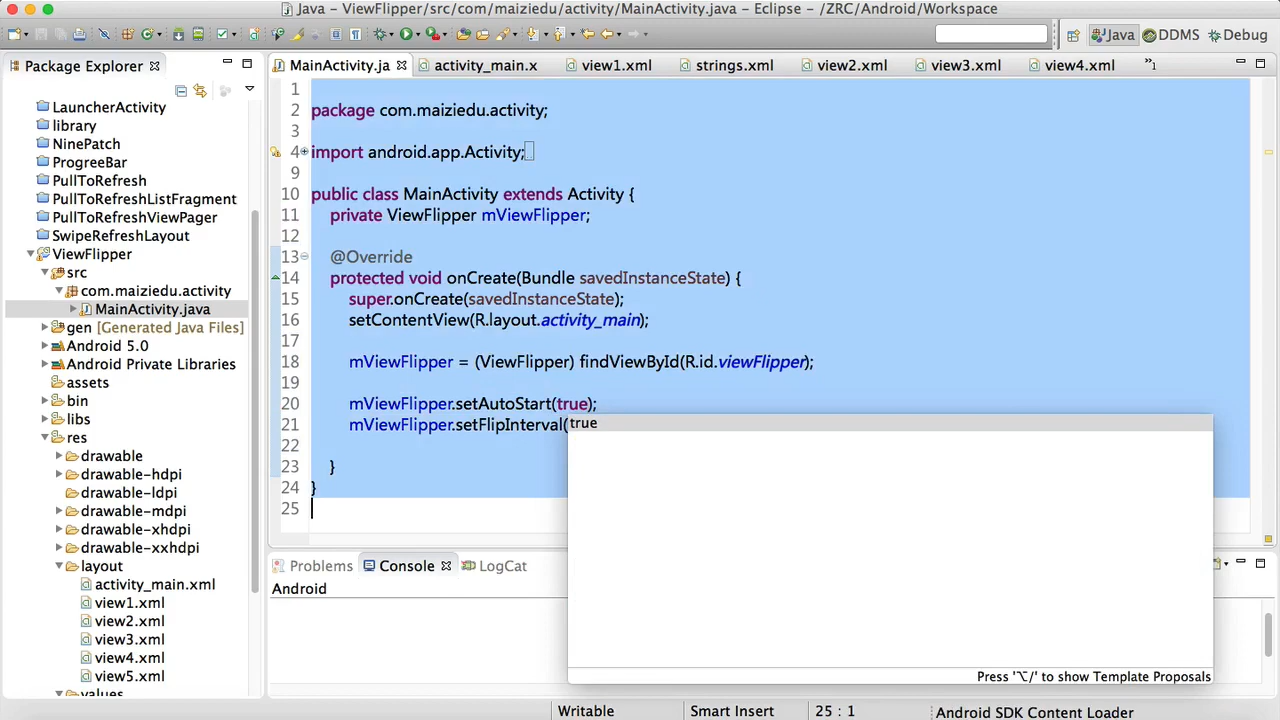 Java – ViewFlipper/src/com/maiziedu/activity/MainActivity.java – Eclipse – /ZRC/Android/Workspace
Java DDMS Debug
Package Explorer
MainActivity.ja activity_main.x view1.xml strings.xml view2.xml view3.xml view4.xml »1
LauncherActivity
library
NinePatch
ProgreeBar
PullToRefresh
PullToRefreshListFragment
PullToRefreshViewPager
SwipeRefreshLayout
ViewFlipper
src
com.maiziedu.activity
MainActivity.java
gen [Generated Java Files]
Android 5.0
Android Private Libraries
assets
bin
libs
res
drawable
drawable-hdpi
drawable-ldpi
drawable-mdpi
drawable-xhdpi
drawable-xxhdpi
layout
activity_main.xml
view1.xml
view2.xml
view3.xml
view4.xml
view5.xml
values
1
2 package com.maiziedu.activity;
3
4 import android.app.Activity;
9
10 public class MainActivity extends Activity {
11 private ViewFlipper mViewFlipper;
12
13 @Override
14 protected void onCreate(Bundle savedInstanceState) {
15 super.onCreate(savedInstanceState);
16 setContentView(R.layout.activity_main);
17
18 mViewFlipper = (ViewFlipper) findViewById(R.id.viewFlipper);
19
20 mViewFlipper.setAutoStart(true);
21 mViewFlipper.setFlipInterval(
22
23 }
24 }
25
true
Press '⌥/' to show Template Proposals
Problems Console LogCat
Android
Writable Smart Insert 25 : 1 Android SDK Content Loader